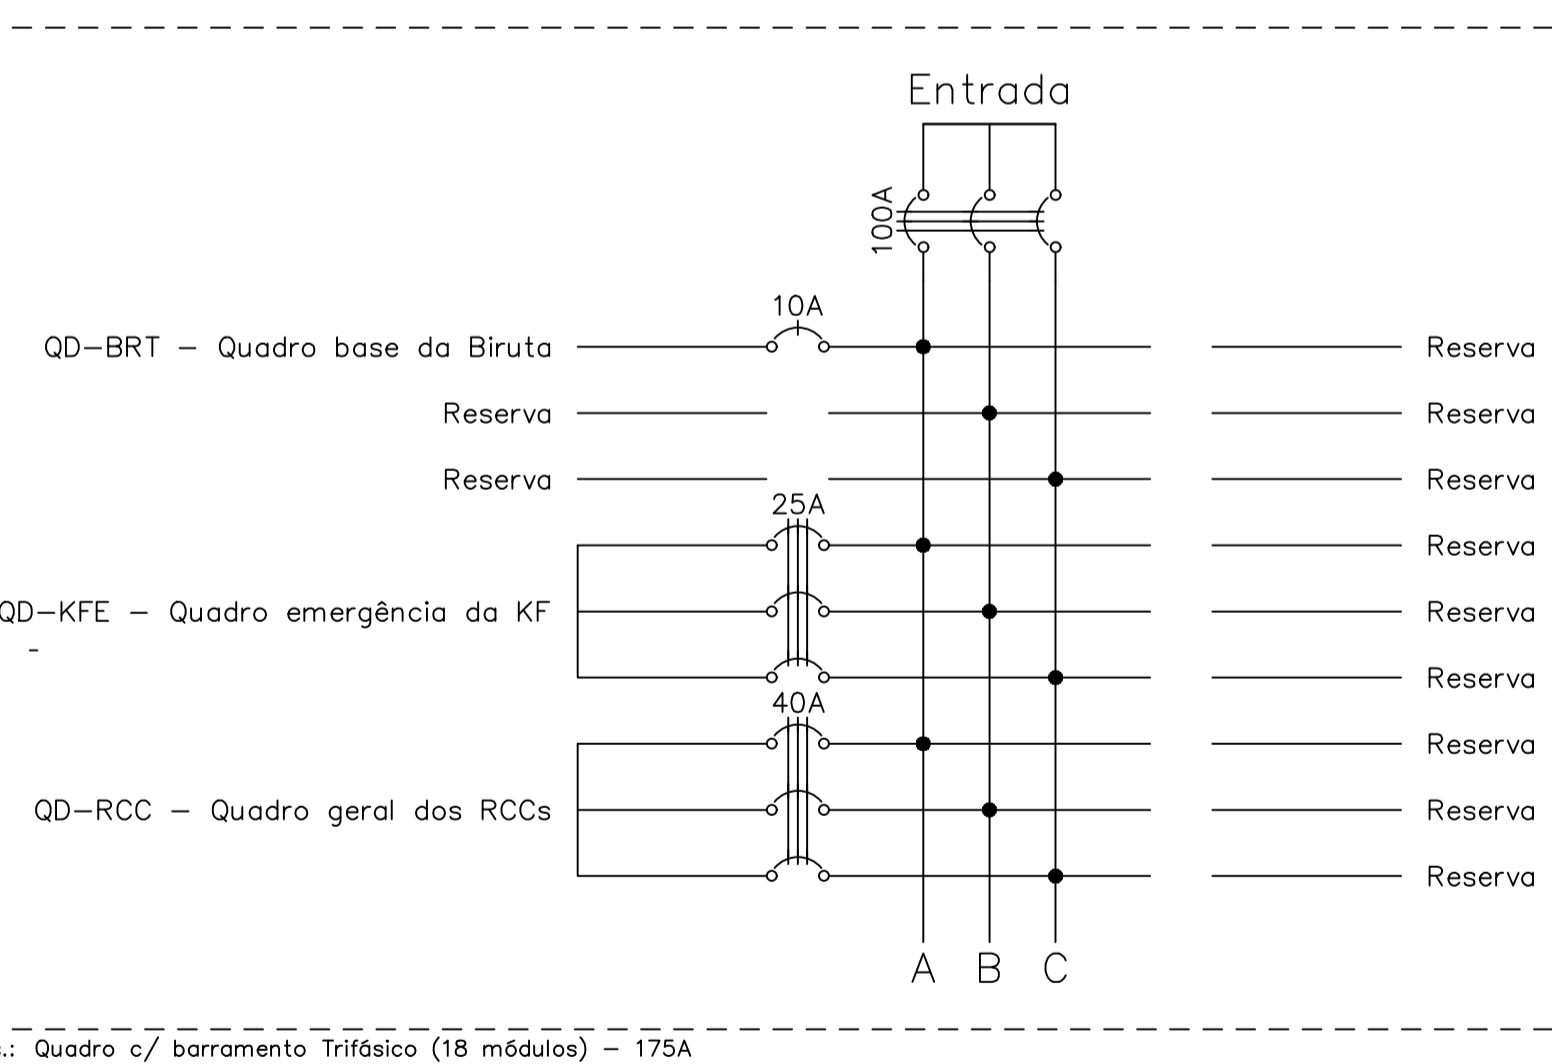 Entrada
100A
10A
QD-BRT - Quadro base da Biruta
Reserva
Reserva
Reserva
Reserva
Reserva
25A
Reserva
QD-KFE - Quadro emergência da KF
Reserva
-
Reserva
40A
Reserva
QD-RCC - Quadro geral dos RCCs
Reserva
Reserva
A B C
.: Quadro c/ barramento Trifásico (18 módulos) - 175A